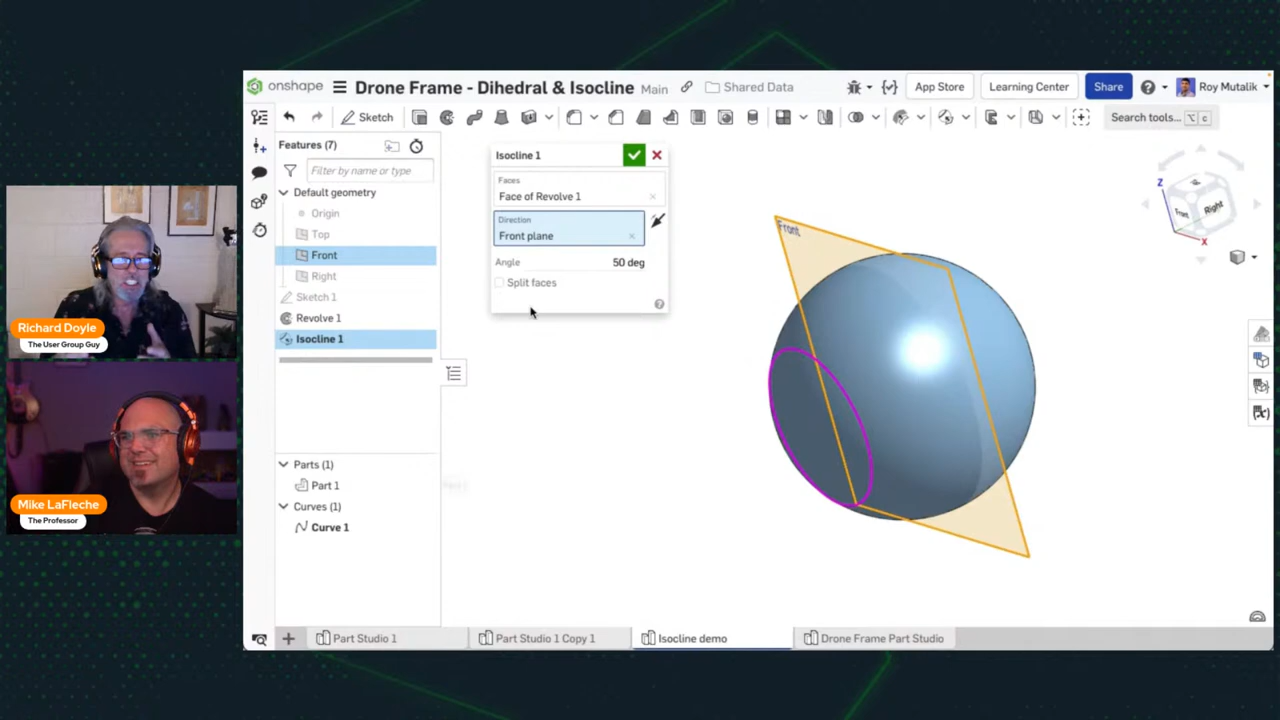 onshape
Drone Frame - Dihedral & Isocline
Main
Shared Data
App Store
Learning Center
Share
Roy Mutalik
Sketch
Search tools...
⌥ c
Features (7)
Filter by name or type
Default geometry
Origin
Top
Front
Right
Sketch 1
Revolve 1
Isocline 1
Parts (1)
Part 1
Curves (1)
Curve 1
Isocline 1
Faces
Face of Revolve 1
Direction
Front plane
Angle 50 deg
Split faces
Front
Z
Front
Right
X
Richard Doyle
The User Group Guy
Mike LaFleche
The Professor
Part Studio 1
Part Studio 1 Copy 1
Isocline demo
Drone Frame Part Studio